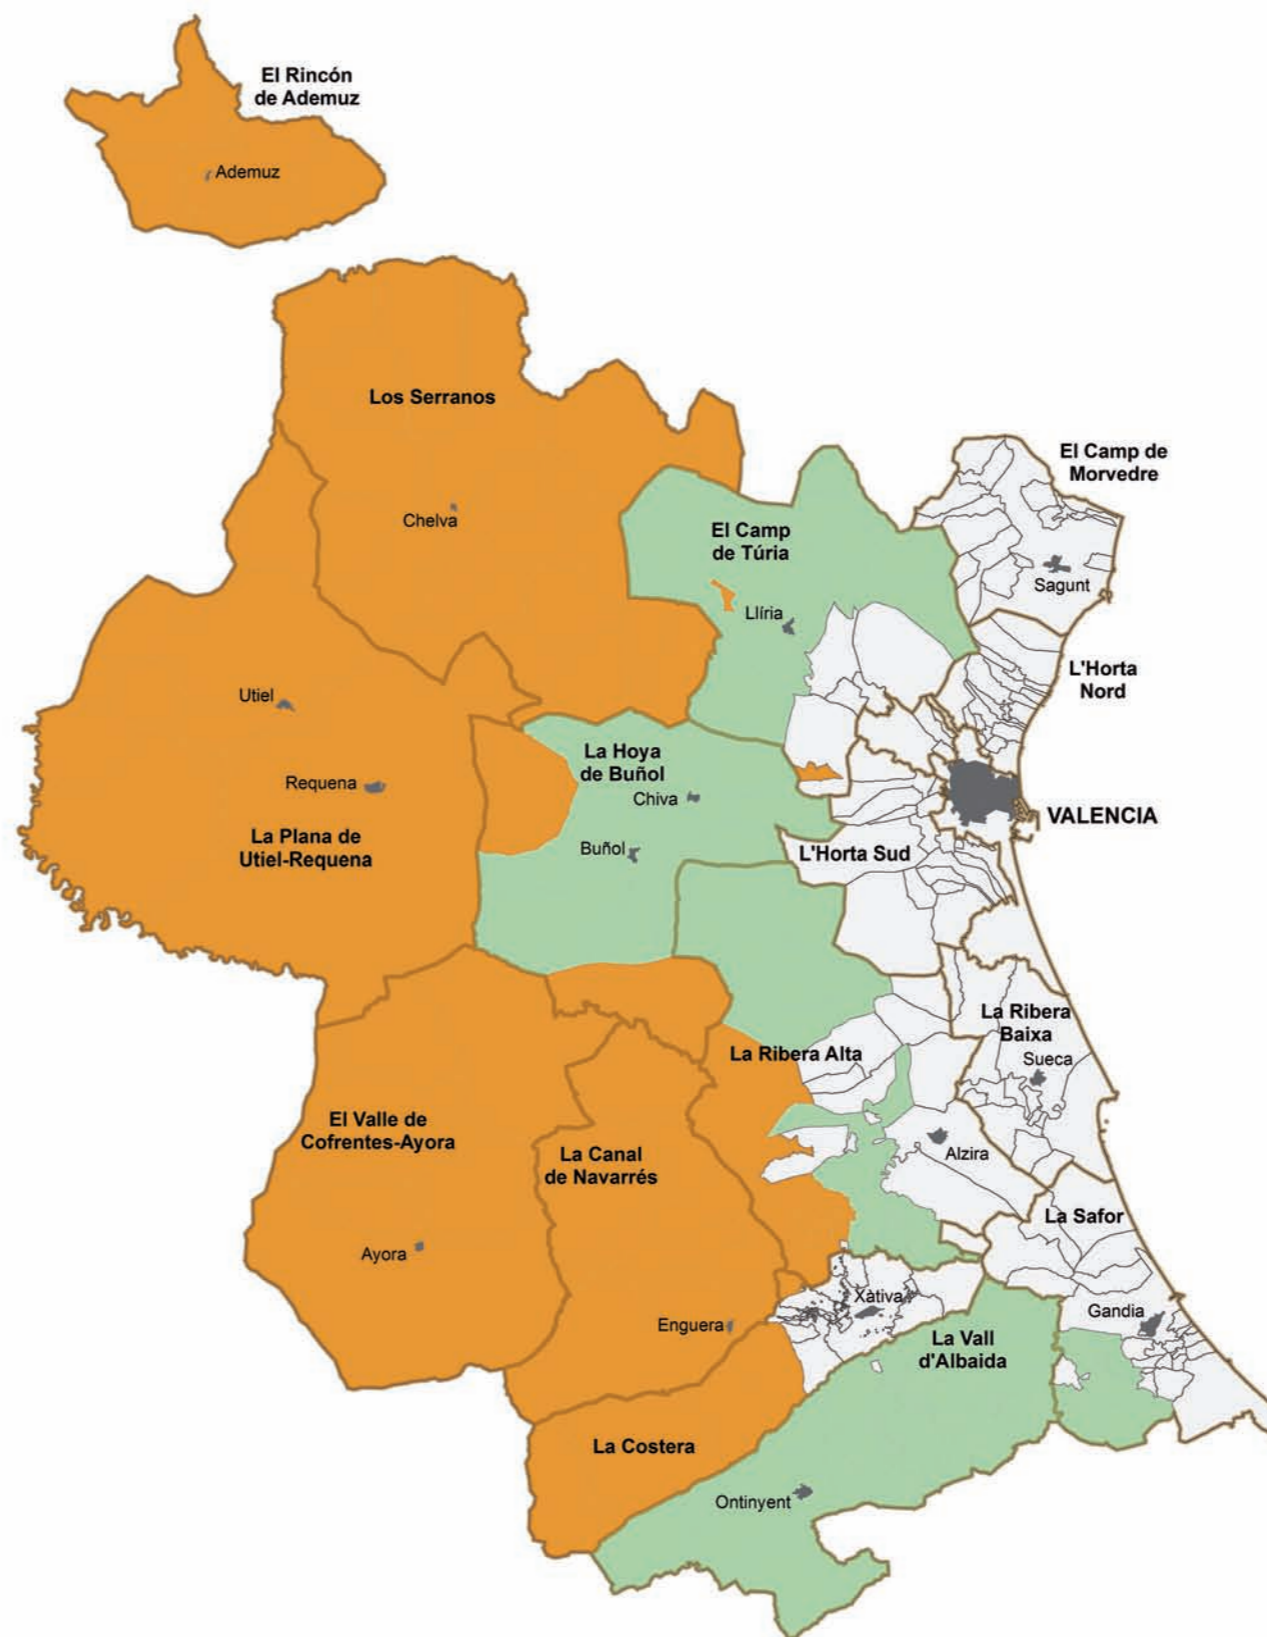 El Rincón
de Ademuz
Ademuz
Los Serranos
Chelva
El Camp de
Morvedre
El Camp
de Túria
Sagunt
Llíria
L'Horta
Nord
Utiel
La Hoya
de Buñol
Requena
Chiva
VALENCIA
La Plana de
Utiel-Requena
Buñol
L'Horta Sud
La Ribera
Baixa
La Ribera Alta
Sueca
El Valle de
Cofrentes-Ayora
La Canal
de Navarrés
Alzira
La Safor
Ayora
Xàtiva
Gandia
Enguera
La Vall
d'Albaida
La Costera
Ontinyent